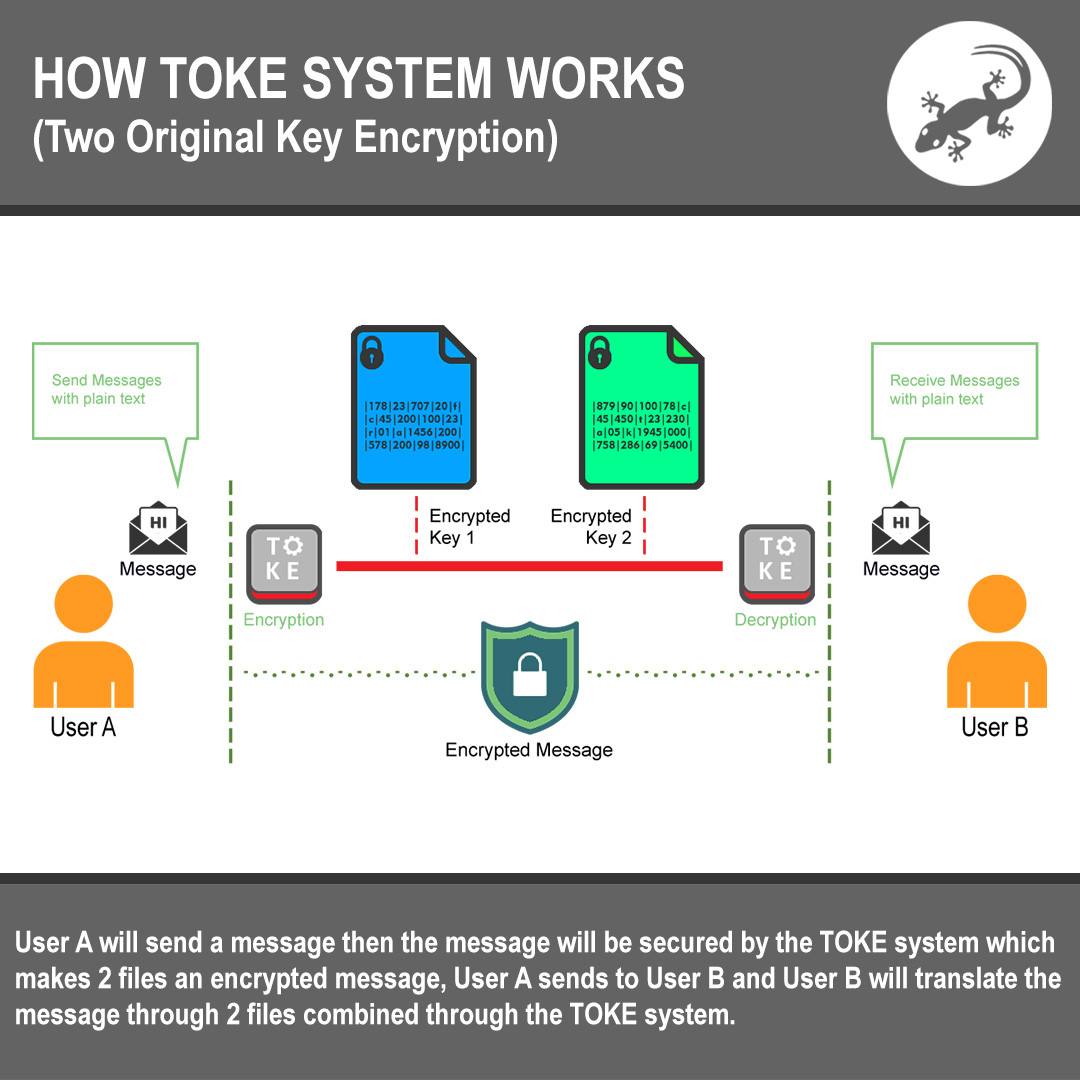 HOW TOKE SYSTEM WORKS
(Two Original Key Encryption)
Send Messages
with plain text
Receive Messages
with plain text
|178|23|707|20|f|
|c|45|200|100|23|
|r|01|a|1456|200|
|578|200|98|8900|
|879|90|100|78|c|
|45|450|t|23|230|
|a|05|k|1945|000|
|758|286|69|5400|
HI
Message
Encrypted
Key 1
Encrypted
Key 2
HI
Message
TO
KE
Encryption
TO
KE
Decryption
User A
User B
Encrypted Message
User A will send a message then the message will be secured by the TOKE system which
makes 2 files an encrypted message, User A sends to User B and User B will translate the
message through 2 files combined through the TOKE system.